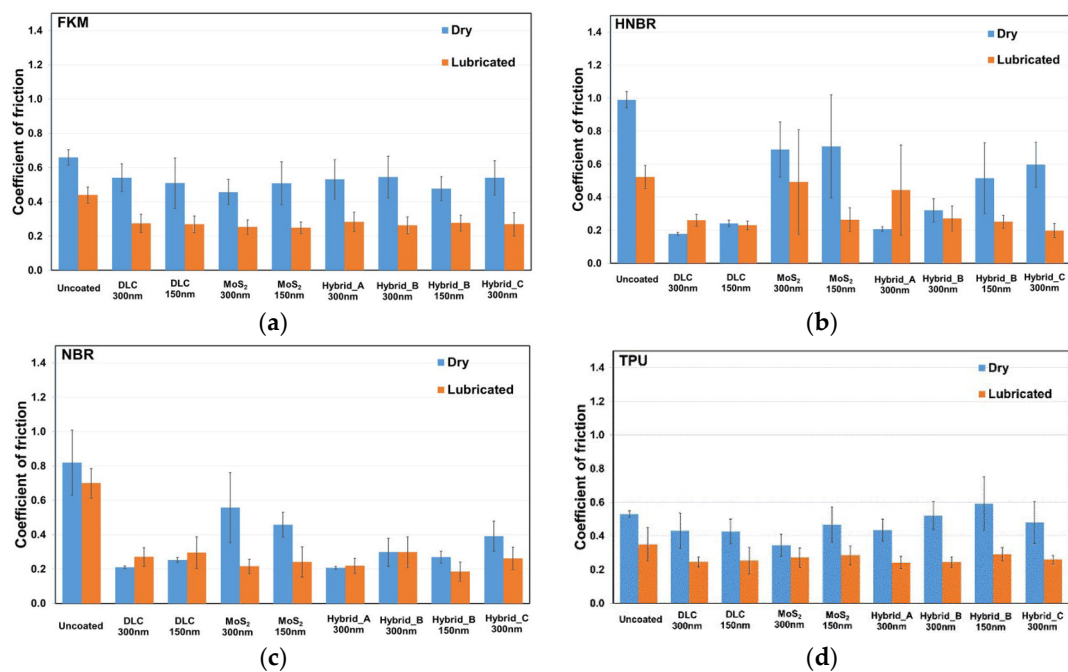 FKM
Dry
Lubricated
Coefficient of friction
1.4
1.2
1.0
0.8
0.6
0.4
0.2
0.0
Uncoated
DLC 300nm
DLC 150nm
MoS₂ 300nm
MoS₂ 150nm
Hybrid_A 300nm
Hybrid_B 300nm
Hybrid_B 150nm
Hybrid_C 300nm
(a)
HNBR
Dry
Lubricated
Coefficient of friction
1.4
1.2
1.0
0.8
0.6
0.4
0.2
0.0
Uncoated
DLC 300nm
DLC 150nm
MoS₂ 300nm
MoS₂ 150nm
Hybrid_A 300nm
Hybrid_B 300nm
Hybrid_B 150nm
Hybrid_C 300nm
(b)
NBR
Dry
Lubricated
Coefficient of friction
1.4
1.2
1.0
0.8
0.6
0.4
0.2
0.0
Uncoated
DLC 300nm
DLC 150nm
MoS₂ 300nm
MoS₂ 150nm
Hybrid_A 300nm
Hybrid_B 300nm
Hybrid_B 150nm
Hybrid_C 300nm
(c)
TPU
Dry
Lubricated
Coefficient of friction
1.4
1.2
1.0
0.8
0.6
0.4
0.2
0.0
Uncoated
DLC 300nm
DLC 150nm
MoS₂ 300nm
MoS₂ 150nm
Hybrid_A 300nm
Hybrid_B 300nm
Hybrid_B 150nm
Hybrid_C 300nm
(d)